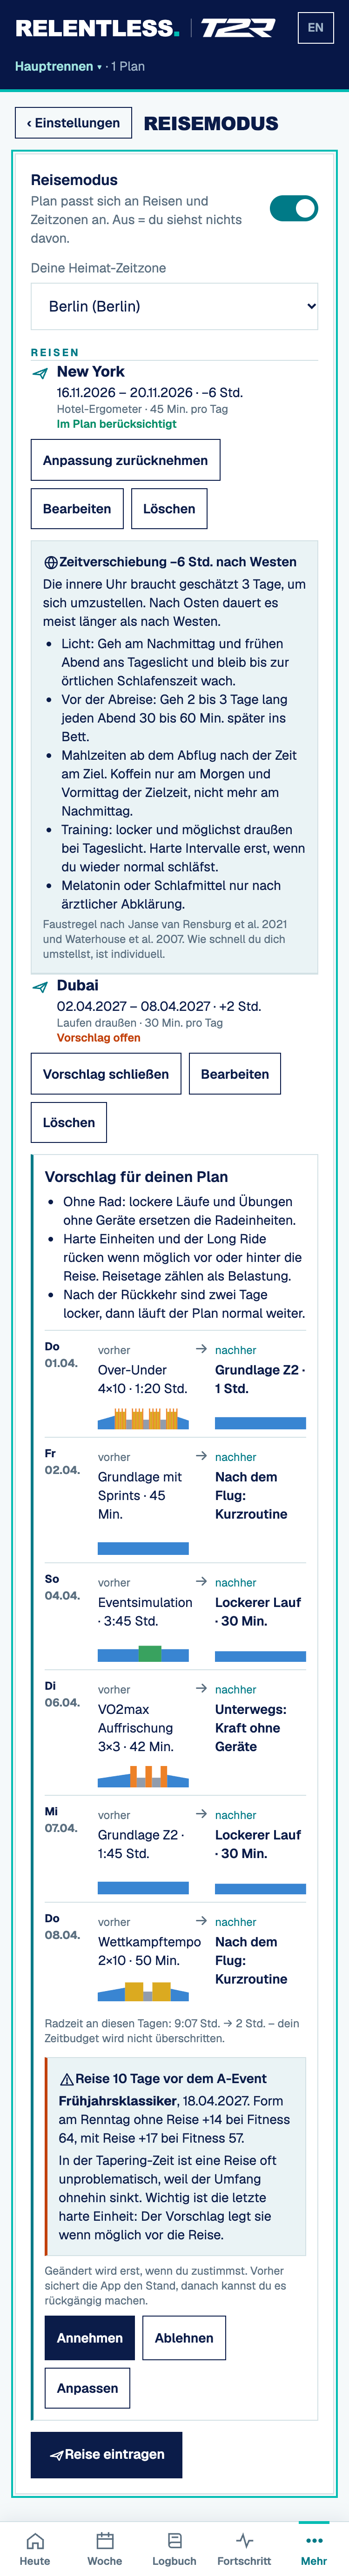 RELENTLESS. T2R EN
Hauptrennen ▾ · 1 Plan
‹ Einstellungen REISEMODUS
Reisemodus
Plan passt sich an Reisen und
Zeitzonen an. Aus = du siehst nichts
davon.
Deine Heimat-Zeitzone
Berlin (Berlin)
REISEN
New York
16.11.2026 – 20.11.2026 · −6 Std.
Hotel-Ergometer · 45 Min. pro Tag
Im Plan berücksichtigt
Anpassung zurücknehmen
Bearbeiten Löschen
Zeitverschiebung −6 Std. nach Westen
Die innere Uhr braucht geschätzt 3 Tage, um
sich umzustellen. Nach Osten dauert es
meist länger als nach Westen.
• Licht: Geh am Nachmittag und frühen
Abend ans Tageslicht und bleib bis zur
örtlichen Schlafenszeit wach.
• Vor der Abreise: Geh 2 bis 3 Tage lang
jeden Abend 30 bis 60 Min. später ins
Bett.
• Mahlzeiten ab dem Abflug nach der Zeit
am Ziel. Koffein nur am Morgen und
Vormittag der Zielzeit, nicht mehr am
Nachmittag.
• Training: locker und möglichst draußen
bei Tageslicht. Harte Intervalle erst, wenn
du wieder normal schläfst.
• Melatonin oder Schlafmittel nur nach
ärztlicher Abklärung.
Faustregel nach Janse van Rensburg et al. 2021
und Waterhouse et al. 2007. Wie schnell du dich
umstellst, ist individuell.
Dubai
02.04.2027 – 08.04.2027 · +2 Std.
Laufen draußen · 30 Min. pro Tag
Vorschlag offen
Vorschlag schließen Bearbeiten
Löschen
Vorschlag für deinen Plan
• Ohne Rad: lockere Läufe und Übungen
ohne Geräte ersetzen die Radeinheiten.
• Harte Einheiten und der Long Ride
rücken wenn möglich vor oder hinter die
Reise. Reisetage zählen als Belastung.
• Nach der Rückkehr sind zwei Tage
locker, dann läuft der Plan normal weiter.
Do
01.04.
vorher
Over-Under
4×10 · 1:20 Std.
→ nachher
Grundlage Z2 ·
1 Std.
Fr
02.04.
vorher
Grundlage mit
Sprints · 45
Min.
→ nachher
Nach dem
Flug:
Kurzroutine
So
04.04.
vorher
Eventsimulation
· 3:45 Std.
→ nachher
Lockerer Lauf
· 30 Min.
Di
06.04.
vorher
VO2max
Auffrischung
3×3 · 42 Min.
→ nachher
Unterwegs:
Kraft ohne
Geräte
Mi
07.04.
vorher
Grundlage Z2 ·
1:45 Std.
→ nachher
Lockerer Lauf
· 30 Min.
Do
08.04.
vorher
Wettkampftempo
2×10 · 50 Min.
→ nachher
Nach dem
Flug:
Kurzroutine
Radzeit an diesen Tagen: 9:07 Std. → 2 Std. – dein
Zeitbudget wird nicht überschritten.
Reise 10 Tage vor dem A-Event
Frühjahrsklassiker, 18.04.2027. Form
am Renntag ohne Reise +14 bei Fitness
64, mit Reise +17 bei Fitness 57.
In der Tapering-Zeit ist eine Reise oft
unproblematisch, weil der Umfang
ohnehin sinkt. Wichtig ist die letzte
harte Einheit: Der Vorschlag legt sie
wenn möglich vor die Reise.
Geändert wird erst, wenn du zustimmst. Vorher
sichert die App den Stand, danach kannst du es
rückgängig machen.
Annehmen Ablehnen
Anpassen
Reise eintragen
Heute Woche Logbuch Fortschritt Mehr